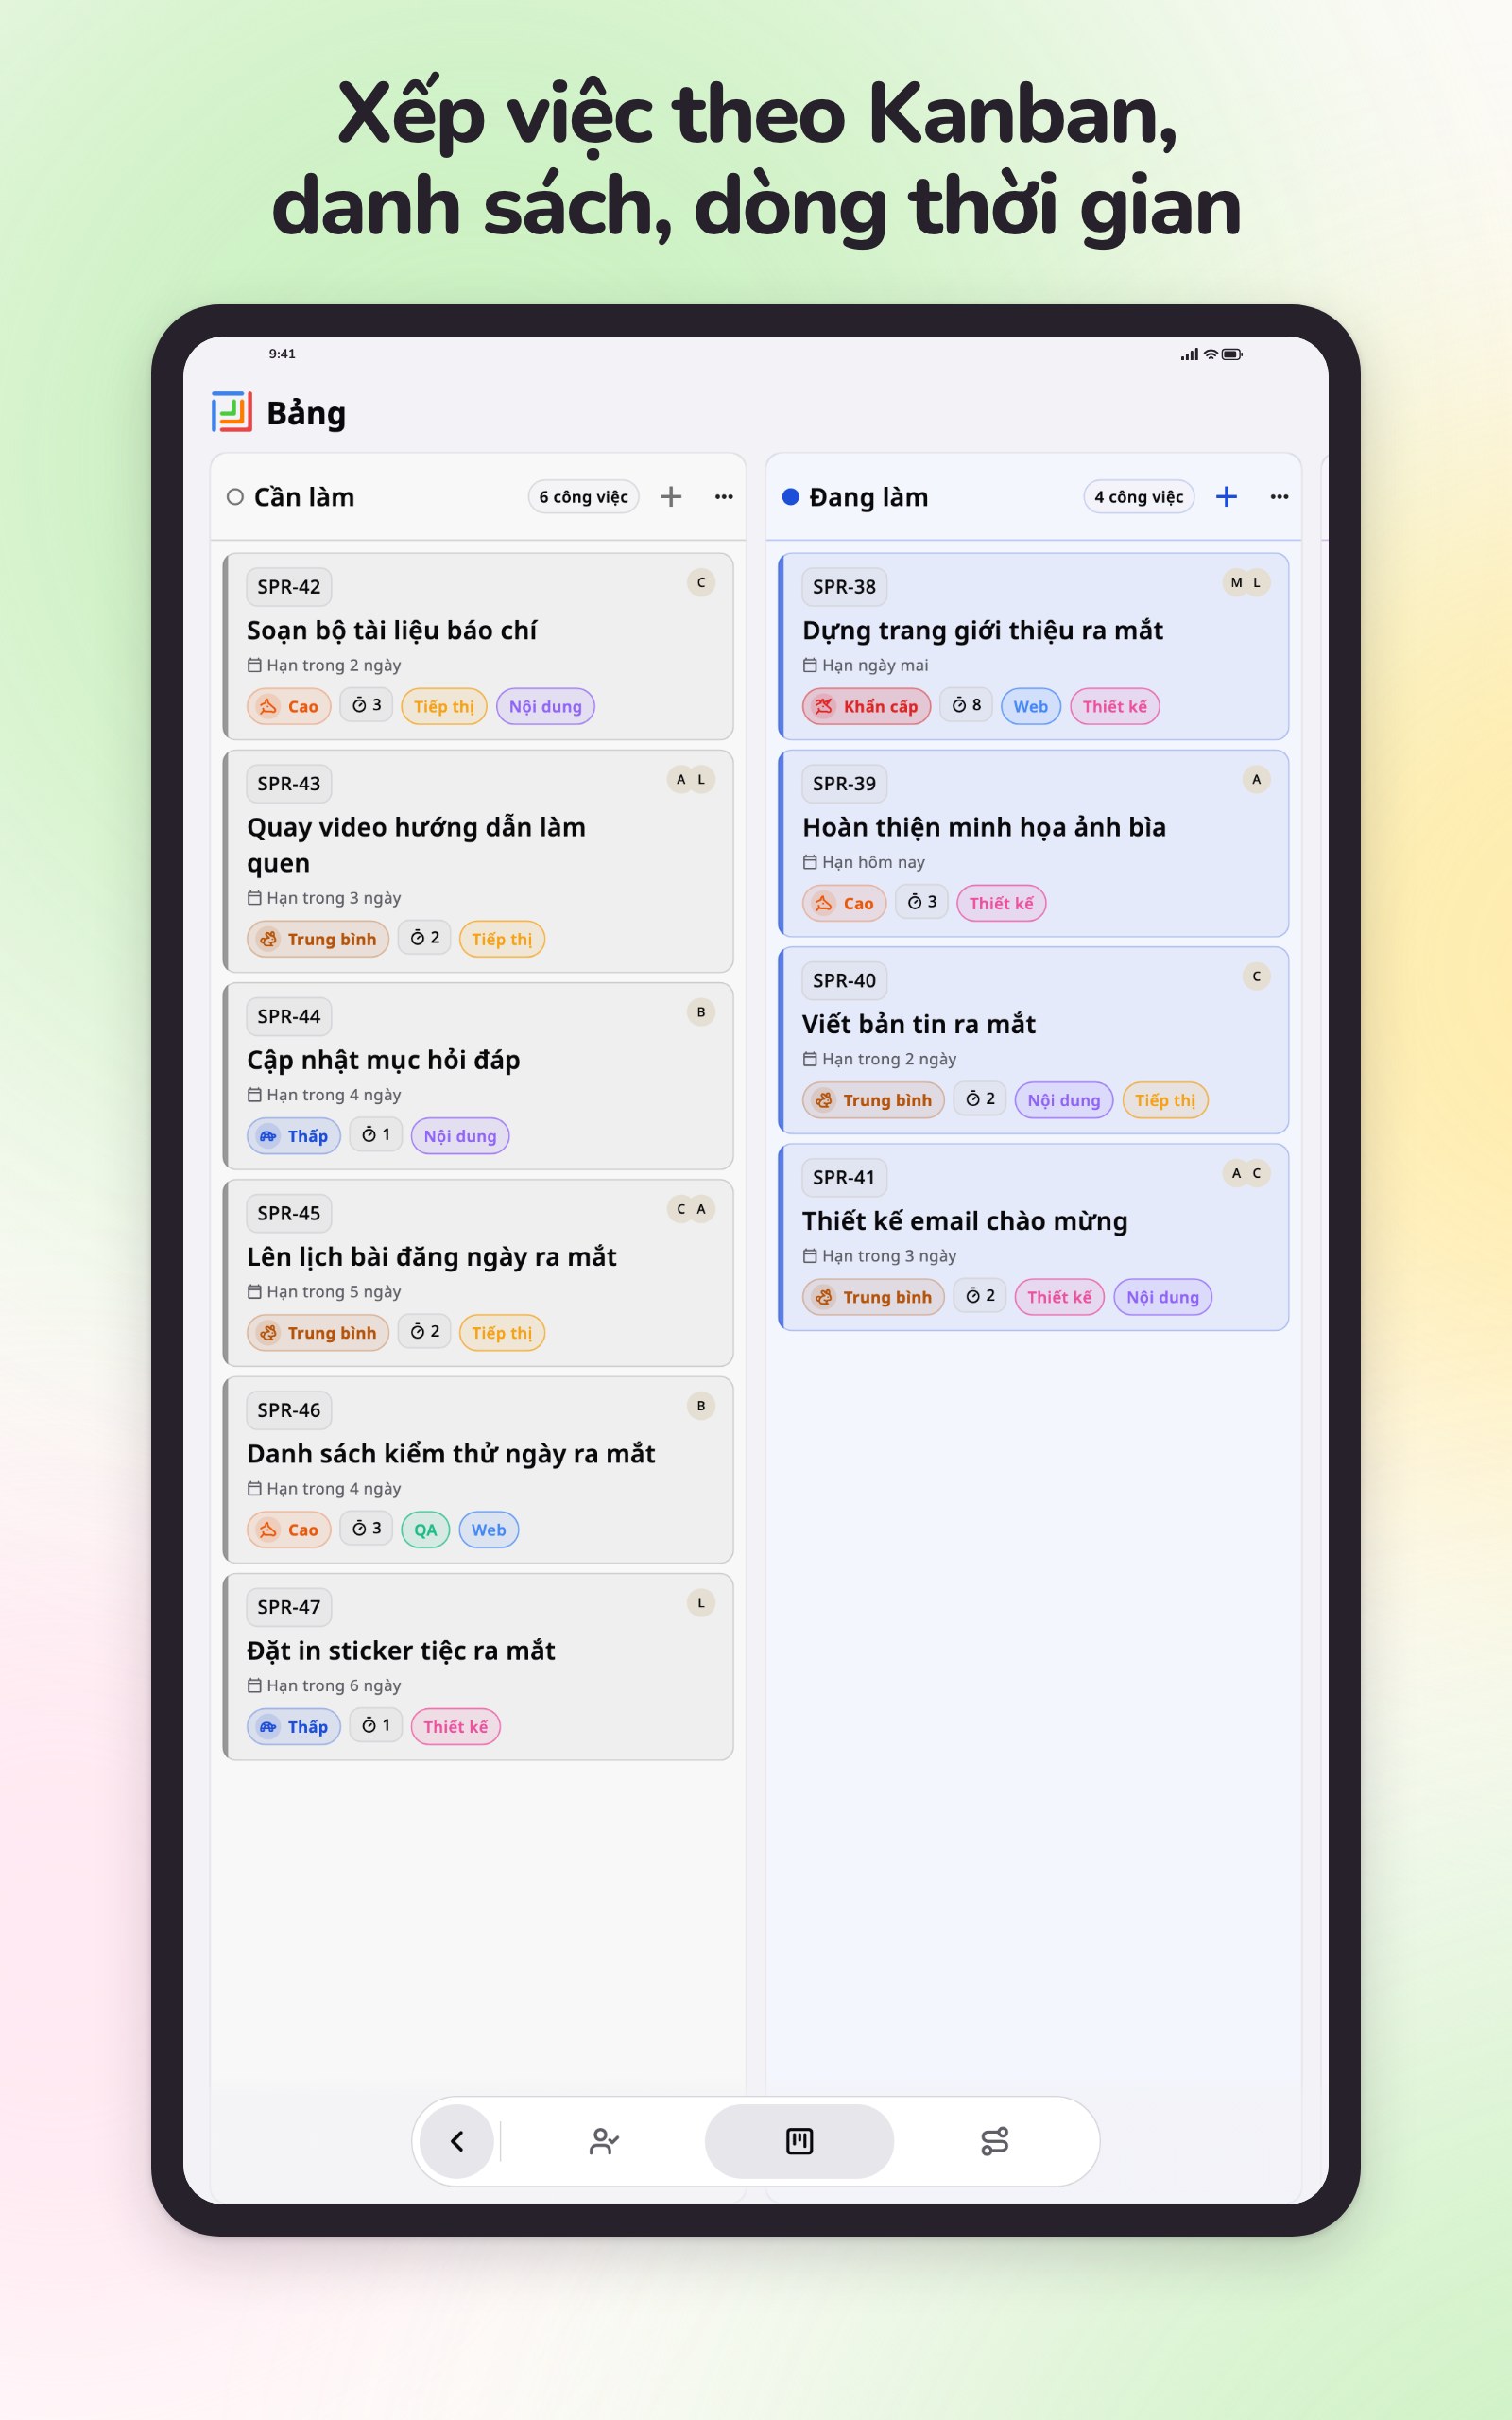 Xếp việc theo Kanban,
danh sách, dòng thời gian
9:41
Bảng
Cần làm
6 công việc
SPR-42
C
Soạn bộ tài liệu báo chí
Hạn trong 2 ngày
Cao
3
Tiếp thị
Nội dung
SPR-43
A L
Quay video hướng dẫn làm
quen
Hạn trong 3 ngày
Trung bình
2
Tiếp thị
SPR-44
B
Cập nhật mục hỏi đáp
Hạn trong 4 ngày
Thấp
1
Nội dung
SPR-45
C A
Lên lịch bài đăng ngày ra mắt
Hạn trong 5 ngày
Trung bình
2
Tiếp thị
SPR-46
B
Danh sách kiểm thử ngày ra mắt
Hạn trong 4 ngày
Cao
3
QA
Web
SPR-47
L
Đặt in sticker tiệc ra mắt
Hạn trong 6 ngày
Thấp
1
Thiết kế
Đang làm
4 công việc
SPR-38
M L
Dựng trang giới thiệu ra mắt
Hạn ngày mai
Khẩn cấp
8
Web
Thiết kế
SPR-39
A
Hoàn thiện minh họa ảnh bìa
Hạn hôm nay
Cao
3
Thiết kế
SPR-40
C
Viết bản tin ra mắt
Hạn trong 2 ngày
Trung bình
2
Nội dung
Tiếp thị
SPR-41
A C
Thiết kế email chào mừng
Hạn trong 3 ngày
Trung bình
2
Thiết kế
Nội dung